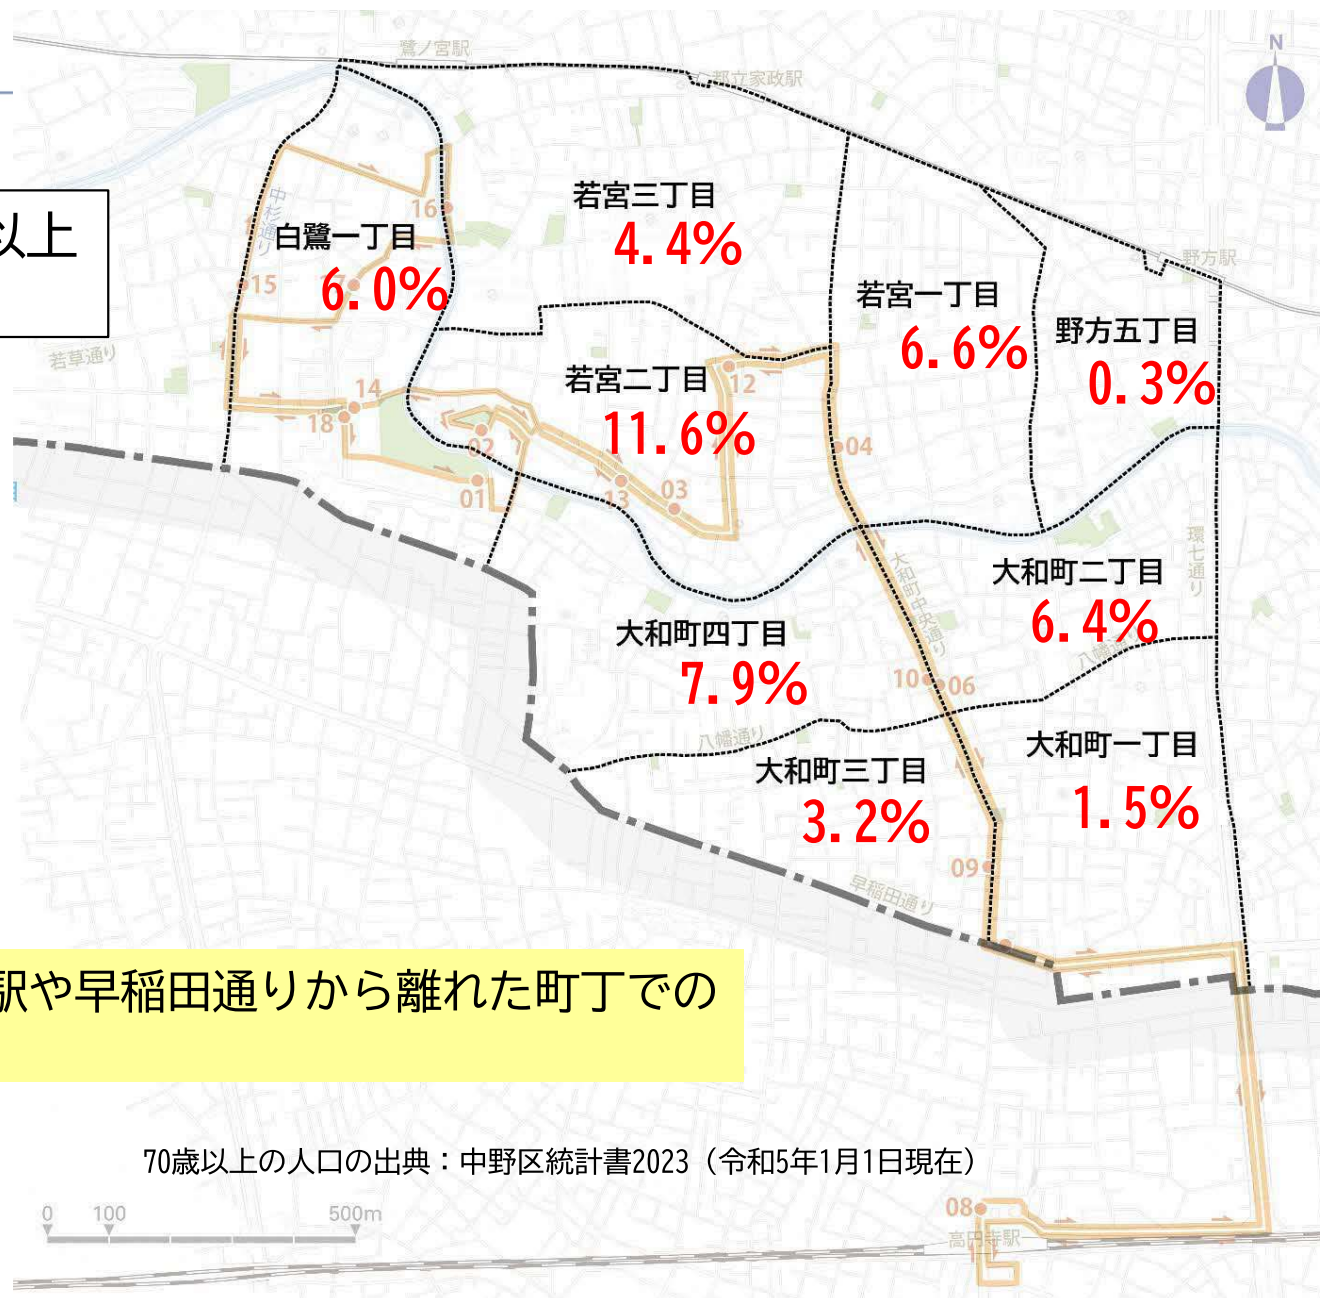 鷺ノ宮駅
都立家政駅
N
以上
若宮三丁目
4.4%
中杉通り
16
白鷺一丁目
6.0%
17
15
野方駅
若宮一丁目
6.6%
野方五丁目
0.3%
若草通り
若宮二丁目
11.6%
12
14
18
02
04
01
13
03
環七通り
大和町中央通り
大和町二丁目
6.4%
大和町四丁目
7.9%
八幡通り
10
06
八幡通り
大和町一丁目
1.5%
大和町三丁目
3.2%
09
早稲田通り
駅や早稲田通りから離れた町丁での
70歳以上の人口の出典：中野区統計書2023（令和5年1月1日現在）
0 100 500m
08
高円寺駅